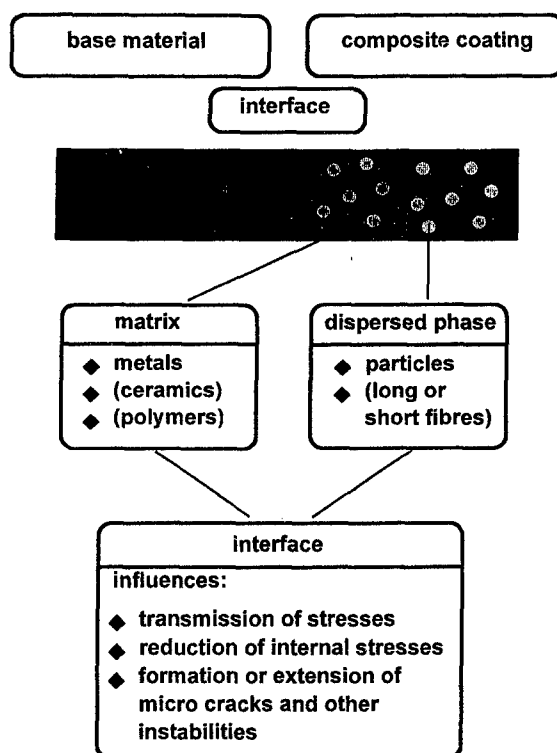 base material
composite coating
interface
matrix
◆ metals
◆ (ceramics)
◆ (polymers)
dispersed phase
◆ particles
◆ (long or
short fibres)
interface
influences:
◆ transmission of stresses
◆ reduction of internal stresses
◆ formation or extension of
micro cracks and other
instabilities